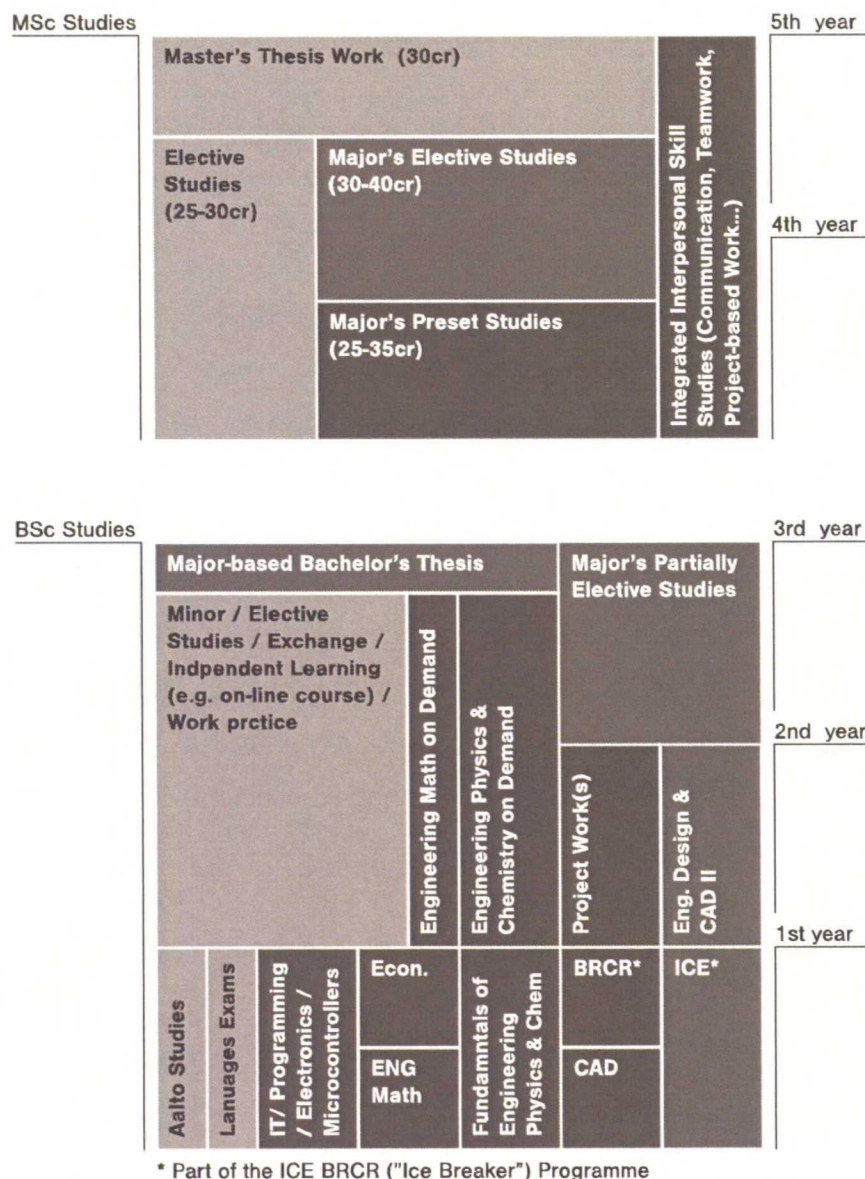 MSc Studies
5th year
Master's Thesis Work (30cr)
Integrated Interpersonal Skill
Studies (Communication, Teamwork,
Project-based Work...)
Elective
Studies
(25-30cr)
Major's Elective Studies
(30-40cr)
4th year
Major's Preset Studies
(25-35cr)
BSc Studies
3rd year
Major-based Bachelor's Thesis
Major's Partially
Elective Studies
Minor / Elective
Studies / Exchange /
Indpendent Learning
(e.g. on-line course) /
Work prctice
Engineering Math on Demand
Engineering Physics &
Chemistry on Demand
2nd year
Project Work(s)
Eng. Design &
CAD II
1st year
Aalto Studies
Lanuages Exams
IT/ Programming
/ Electronics /
Microcontrollers
Econ.
ENG
Math
Fundamntals of
Engineering
Physics & Chem
BRCR*
CAD
ICE*
* Part of the ICE BRCR ("Ice Breaker") Programme